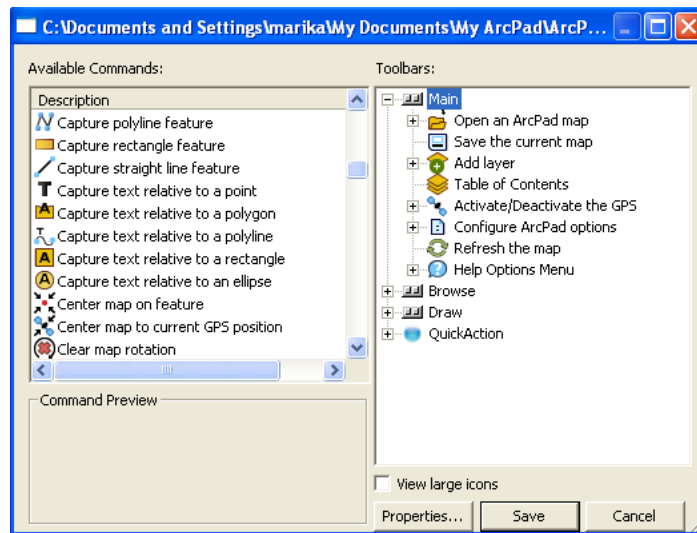 C:\Documents and Settings\marika\My Documents\My ArcPad\ArcP...
Available Commands:
Description
Capture polyline feature
Capture rectangle feature
Capture straight line feature
Capture text relative to a point
Capture text relative to a polygon
Capture text relative to a polyline
Capture text relative to a rectangle
Capture text relative to an ellipse
Center map on feature
Center map to current GPS position
Clear map rotation
Command Preview
Toolbars:
Main
Open an ArcPad map
Save the current map
Add layer
Table of Contents
Activate/Deactivate the GPS
Configure ArcPad options
Refresh the map
Help Options Menu
Browse
Draw
QuickAction
View large icons
Properties...
Save
Cancel